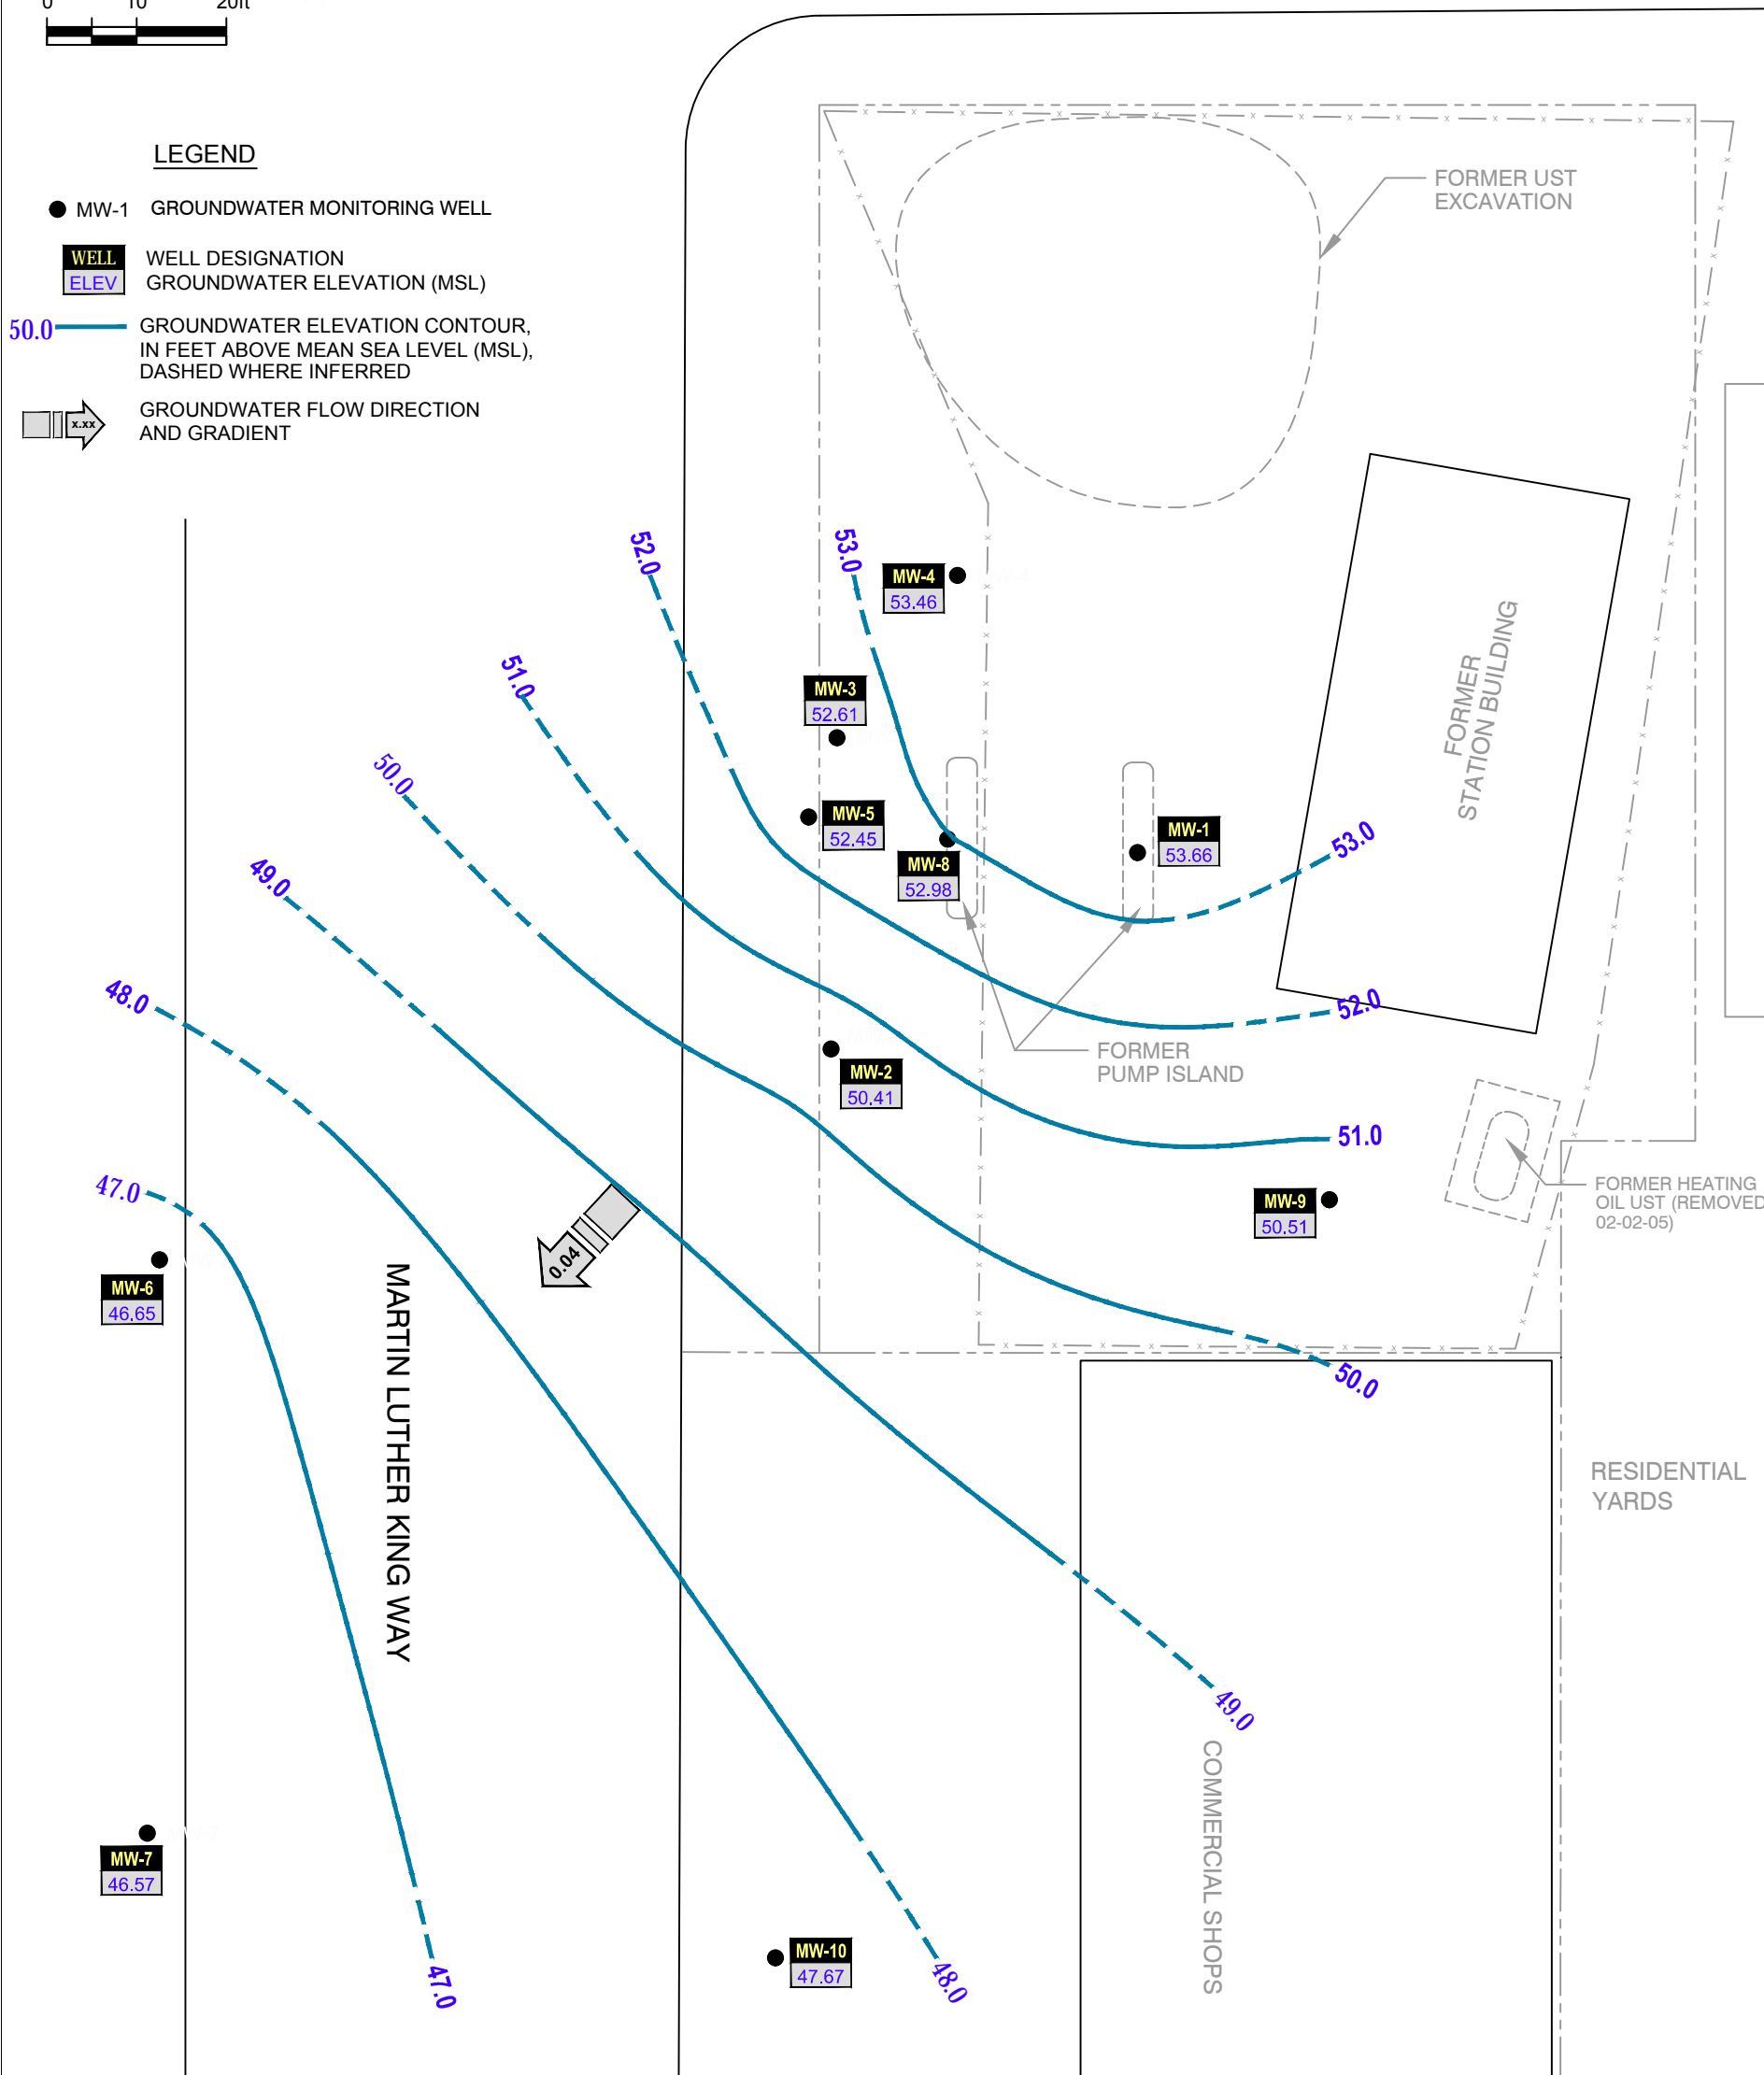 0 10 20ft
LEGEND
MW-1 GROUNDWATER MONITORING WELL
WELL
ELEV
WELL DESIGNATION
GROUNDWATER ELEVATION (MSL)
50.0
GROUNDWATER ELEVATION CONTOUR,
IN FEET ABOVE MEAN SEA LEVEL (MSL),
DASHED WHERE INFERRED
x.xx
GROUNDWATER FLOW DIRECTION
AND GRADIENT
FORMER UST
EXCAVATION
52.0
53.0
MW-4
53.46
51.0
MW-3
52.61
FORMER
STATION BUILDING
50.0
MW-5
52.45
MW-8
52.98
MW-1
53.66
53.0
49.0
48.0
52.0
MW-2
50.41
FORMER
PUMP ISLAND
51.0
47.0
MW-9
50.51
FORMER HEATING
OIL UST (REMOVED
02-02-05)
0.04
MW-6
46.65
MARTIN LUTHER KING WAY
50.0
RESIDENTIAL
YARDS
49.0
COMMERCIAL SHOPS
MW-7
46.57
MW-10
47.67
47.0
48.0